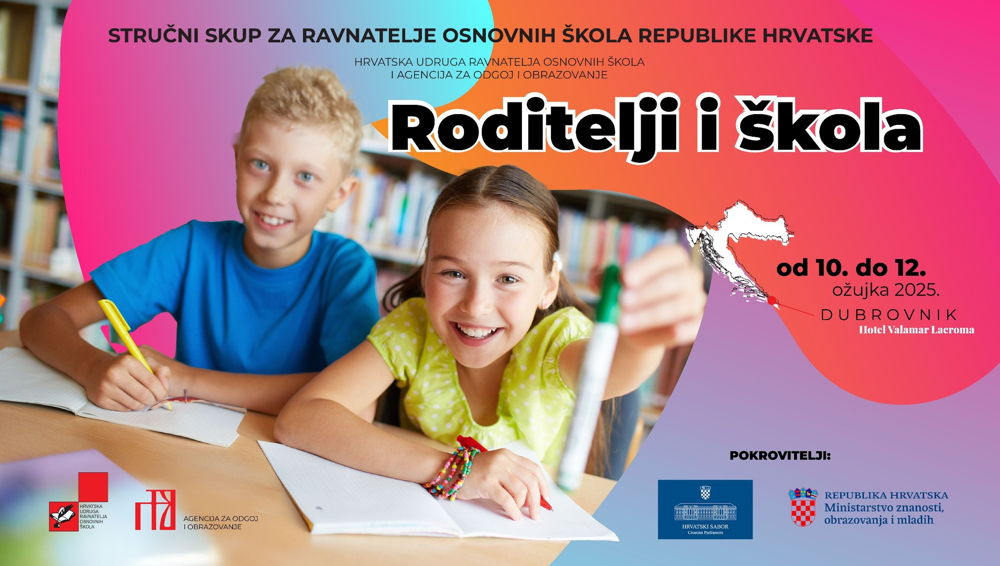 STRUČNI SKUP ZA RAVNATELJE OSNOVNIH ŠKOLA REPUBLIKE HRVATSKE
HRVATSKA UDRUGA RAVNATELJA OSNOVNIH ŠKOLA
I AGENCIJA ZA ODGOJ I OBRAZOVANJE
Roditelji i škola
od 10. do 12.
ožujka 2025.
DUBROVNIK
Hotel Valamar Lacroma
POKROVITELJI:
HRVATSKI SABOR
Croatian Parliament
REPUBLIKA HRVATSKA
Ministarstvo znanosti,
obrazovanja i mladih
HRVATSKA
UDRUGA
RAVNATELJA
OSNOVNIH
ŠKOLA
AGENCIJA ZA ODGOJ
I OBRAZOVANJE